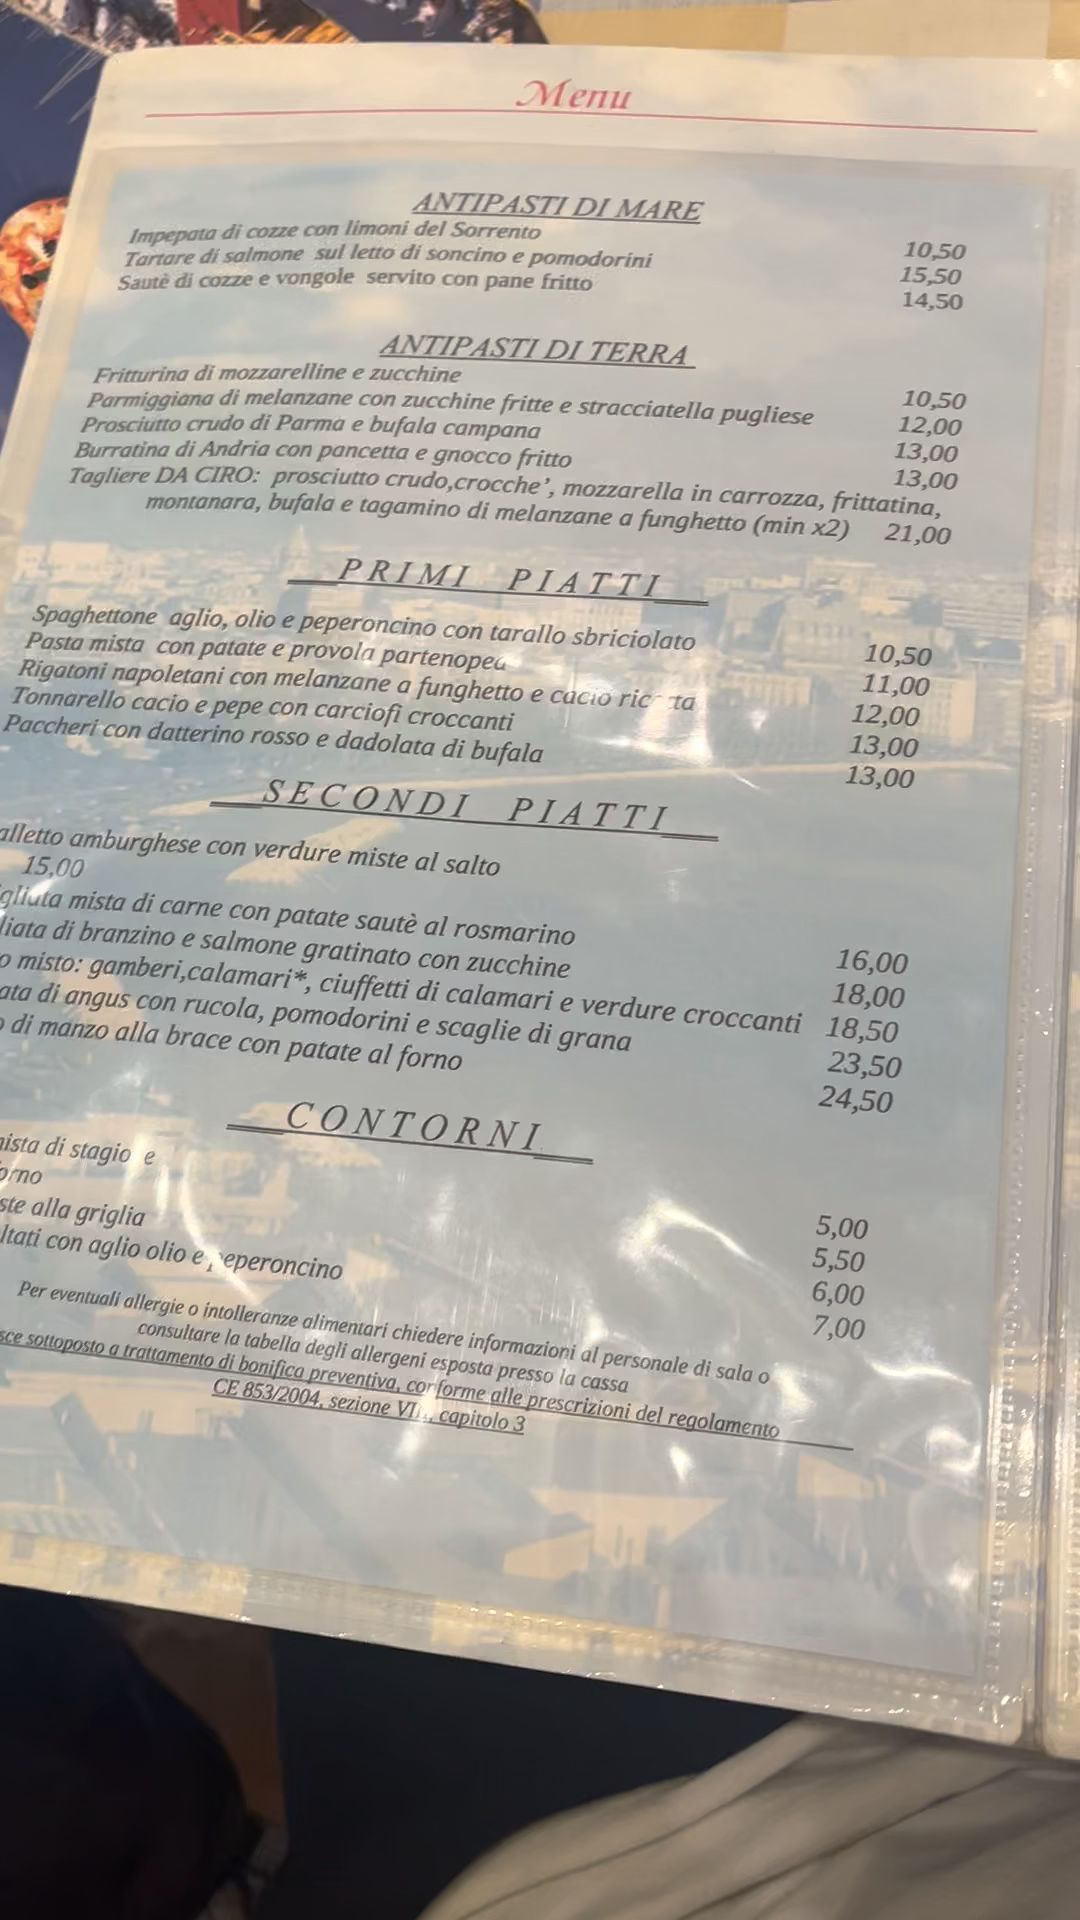 Menu
ANTIPASTI DI MARE
Impepata di cozze con limoni del Sorrento 10,50
Tartare di salmone sul letto di soncino e pomodorini 15,50
Sautè di cozze e vongole servito con pane fritto 14,50
ANTIPASTI DI TERRA
Fritturina di mozzarelline e zucchine 10,50
Parmiggiana di melanzane con zucchine fritte e stracciatella pugliese 12,00
Prosciutto crudo di Parma e bufala campana 13,00
Burratina di Andria con pancetta e gnocco fritto 13,00
Tagliere DA CIRO: prosciutto crudo,crocche', mozzarella in carrozza, frittatina,
montanara, bufala e tagamino di melanzane a funghetto (min x2) 21,00
PRIMI PIATTI
Spaghettone aglio, olio e peperoncino con tarallo sbriciolato 10,50
Pasta mista con patate e provola partenopea 11,00
Rigatoni napoletani con melanzane a funghetto e cacio 12,00
Tonnarello cacio e pepe con carciofi croccanti 13,00
Paccheri con datterino rosso e dadolata di bufala 13,00
SECONDI PIATTI
alletto amburghese con verdure miste al salto
15,00
gliata mista di carne con patate sautè al rosmarino 16,00
liata di branzino e salmone gratinato con zucchine 18,00
o misto: gamberi,calamari*, ciuffetti di calamari e verdure croccanti 18,50
ata di angus con rucola, pomodorini e scaglie di grana 23,50
o di manzo alla brace con patate al forno 24,50
CONTORNI
ista di stagio e 5,00
orno 5,50
ste alla griglia 6,00
ltati con aglio olio e peperoncino 7,00
Per eventuali allergie o intolleranze alimentari chiedere informazioni al personale di sala o
consultare la tabella degli allergeni esposta presso la cassa
sce sottoposto a trattamento di bonifica preventiva, conforme alle prescrizioni del regolamento
CE 853/2004, sezione capitolo 3